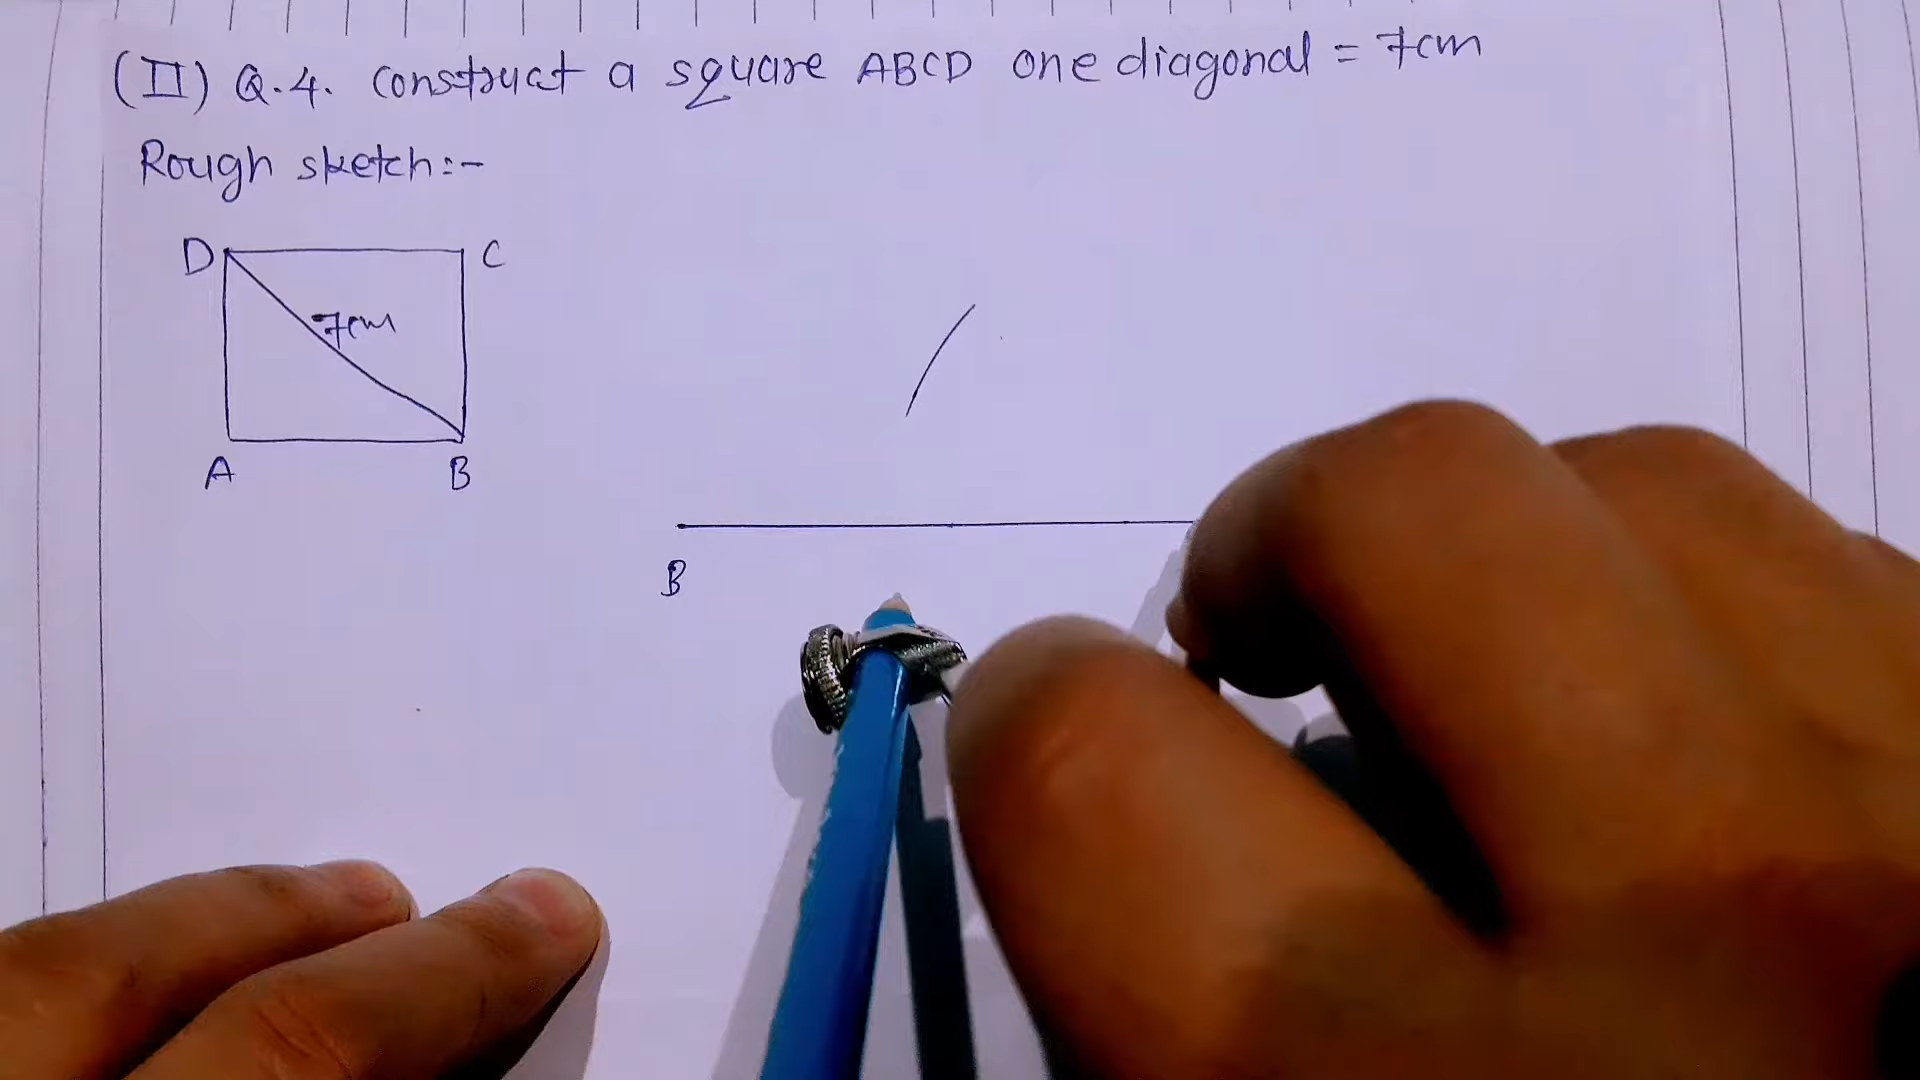 (II) Q.4. construct a square ABCD one diagonal = 7cm
Rough sketch:-
D C
7cm
A B
B